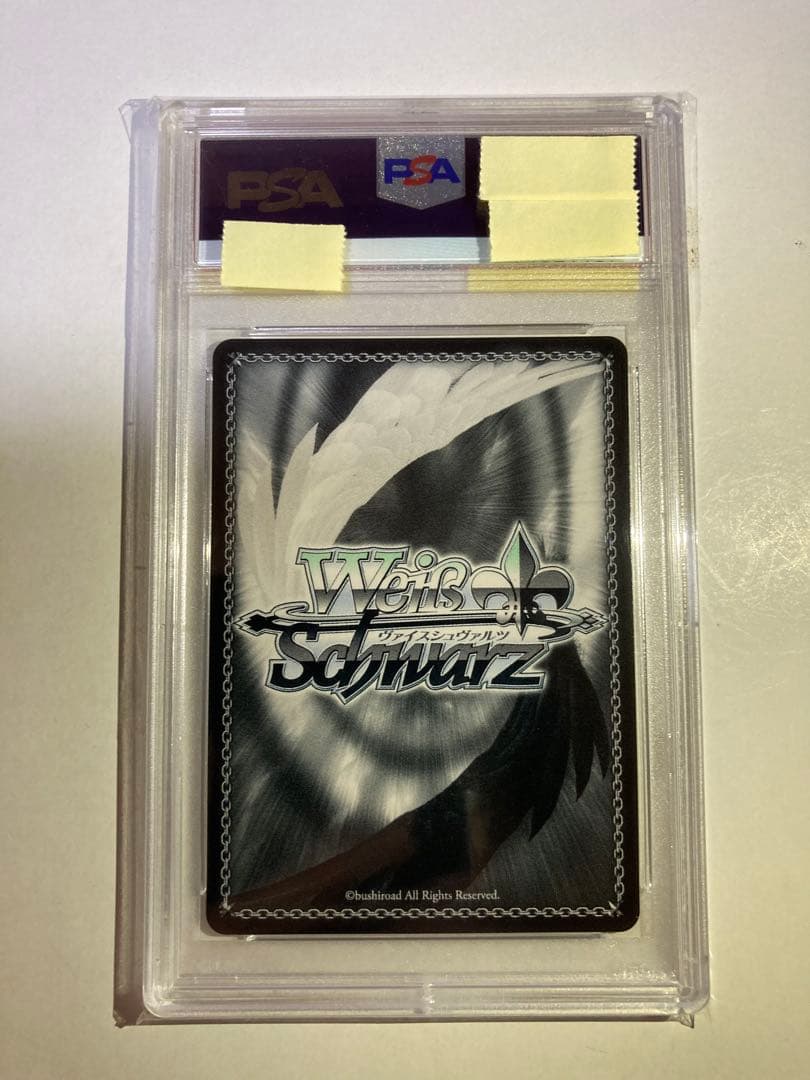 PSA
PSA
Weiß
ヴァイスシュヴァルツ
Schwarz
©bushiroad All Rights Reserved.